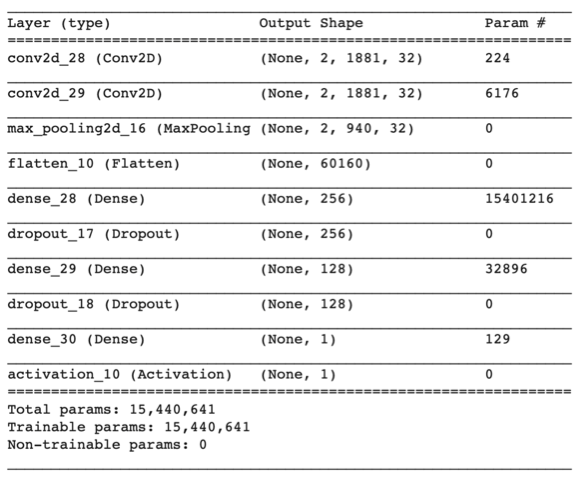 Layer (type) Output Shape Param #
=================================================================
conv2d_28 (Conv2D) (None, 2, 1881, 32) 224
conv2d_29 (Conv2D) (None, 2, 1881, 32) 6176
max_pooling2d_16 (MaxPooling (None, 2, 940, 32) 0
flatten_10 (Flatten) (None, 60160) 0
dense_28 (Dense) (None, 256) 15401216
dropout_17 (Dropout) (None, 256) 0
dense_29 (Dense) (None, 128) 32896
dropout_18 (Dropout) (None, 128) 0
dense_30 (Dense) (None, 1) 129
activation_10 (Activation) (None, 1) 0
=================================================================
Total params: 15,440,641
Trainable params: 15,440,641
Non-trainable params: 0